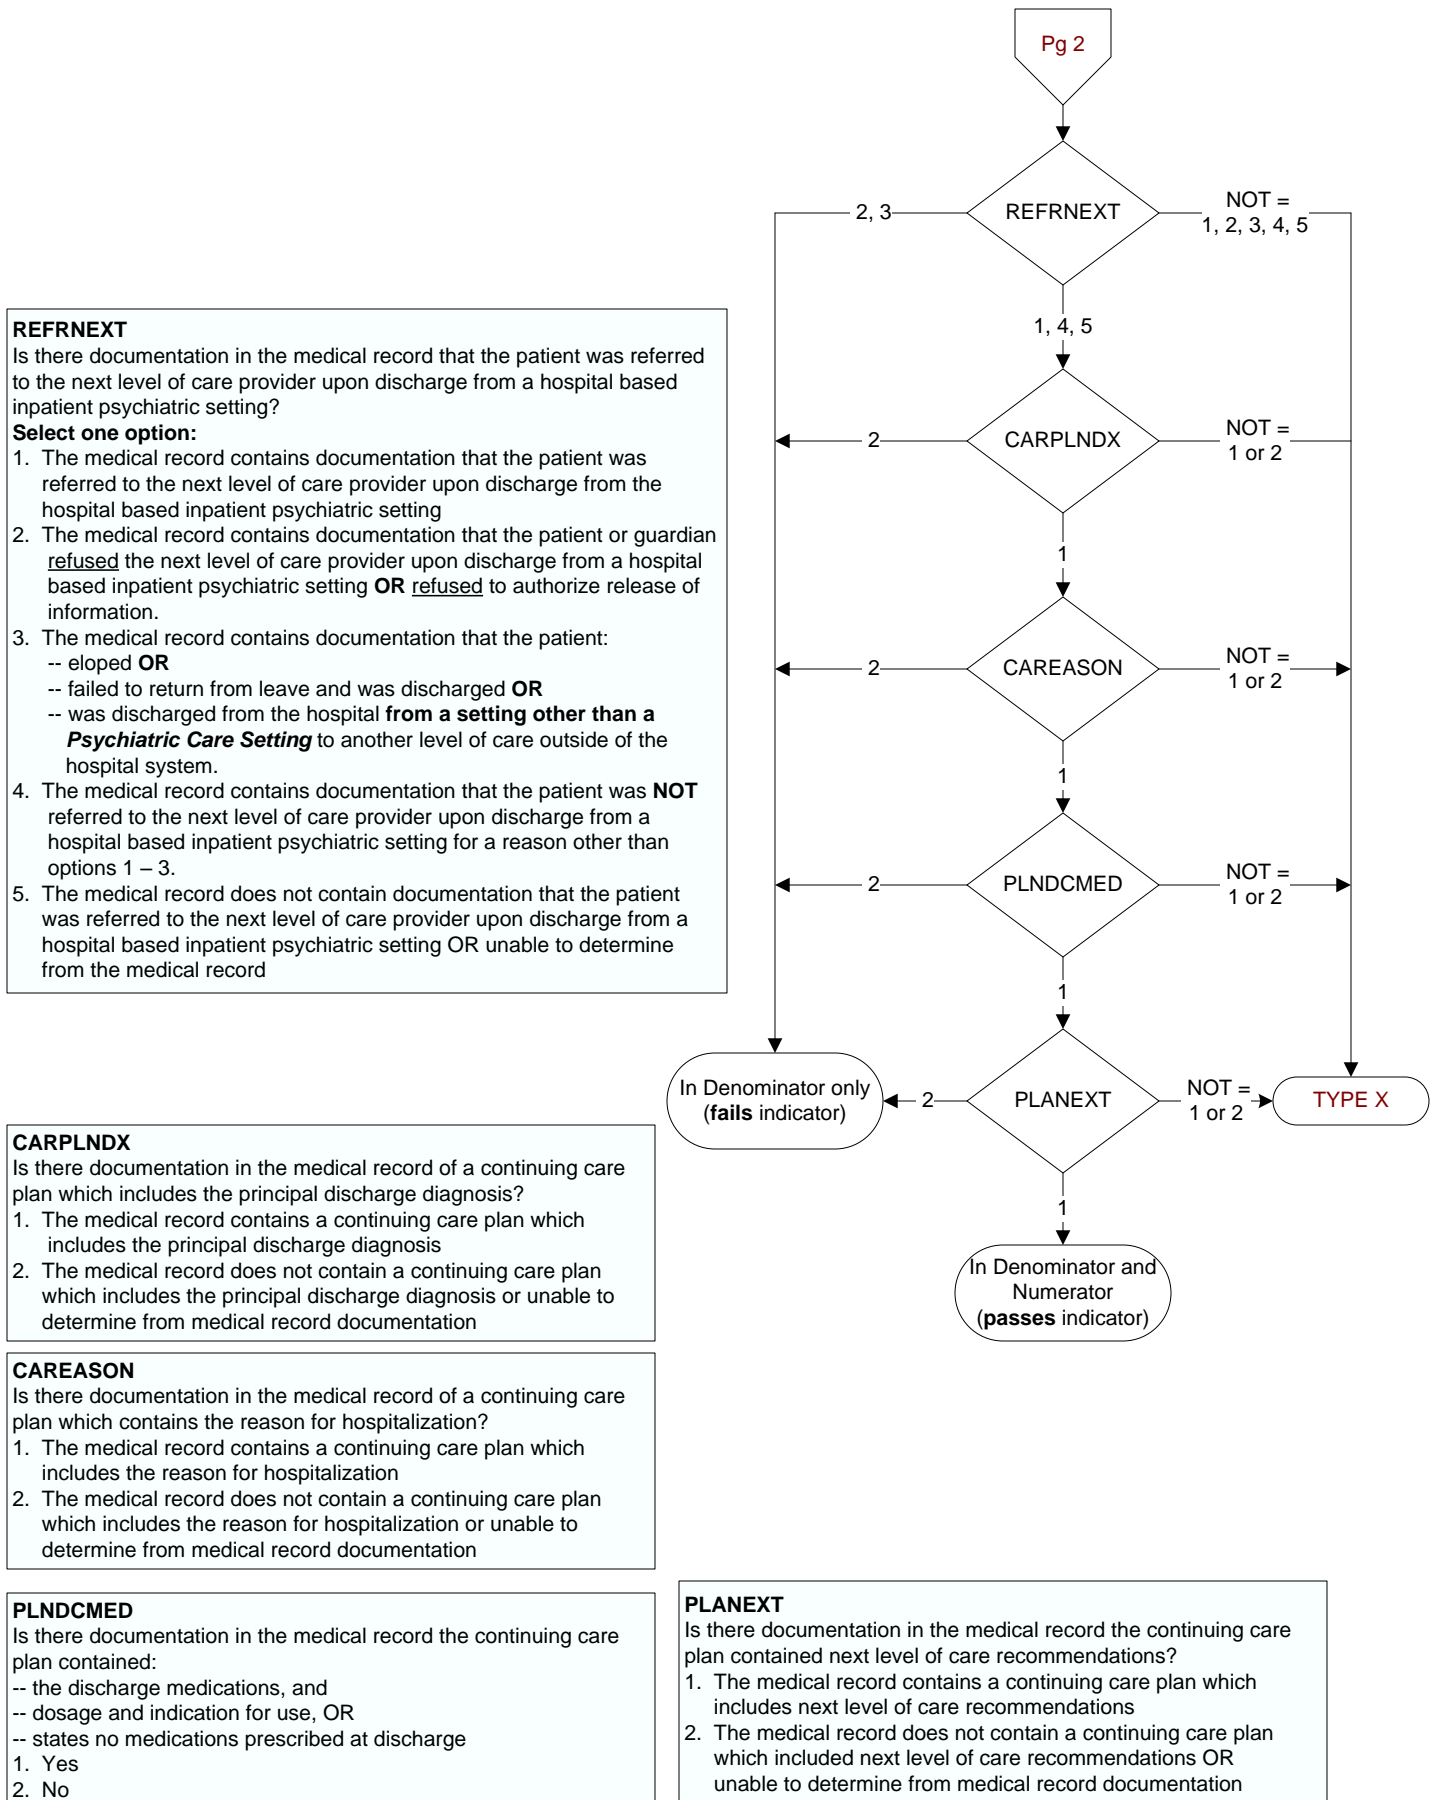 Pg 2
REFRNEXT
2, 3
NOT =
1, 2, 3, 4, 5
1, 4, 5
CARPLNDX
2
NOT =
1 or 2
1
CAREASON
2
NOT =
1 or 2
1
PLNDCMED
2
NOT =
1 or 2
1
PLANEXT
2
NOT =
1 or 2
In Denominator only
(fails indicator)
TYPE X
1
In Denominator and
Numerator
(passes indicator)
REFRNEXT
Is there documentation in the medical record that the patient was referred
to the next level of care provider upon discharge from a hospital based
inpatient psychiatric setting?
Select one option:
1. The medical record contains documentation that the patient was
referred to the next level of care provider upon discharge from the
hospital based inpatient psychiatric setting
2. The medical record contains documentation that the patient or guardian
refused the next level of care provider upon discharge from a hospital
based inpatient psychiatric setting OR refused to authorize release of
information.
3. The medical record contains documentation that the patient:
-- eloped OR
-- failed to return from leave and was discharged OR
-- was discharged from the hospital from a setting other than a
Psychiatric Care Setting to another level of care outside of the
hospital system.
4. The medical record contains documentation that the patient was NOT
referred to the next level of care provider upon discharge from a
hospital based inpatient psychiatric setting for a reason other than
options 1 – 3.
5. The medical record does not contain documentation that the patient
was referred to the next level of care provider upon discharge from a
hospital based inpatient psychiatric setting OR unable to determine
from the medical record
CARPLNDX
Is there documentation in the medical record of a continuing care
plan which includes the principal discharge diagnosis?
1. The medical record contains a continuing care plan which
includes the principal discharge diagnosis
2. The medical record does not contain a continuing care plan
which includes the principal discharge diagnosis or unable to
determine from medical record documentation
CAREASON
Is there documentation in the medical record of a continuing care
plan which contains the reason for hospitalization?
1. The medical record contains a continuing care plan which
includes the reason for hospitalization
2. The medical record does not contain a continuing care plan
which includes the reason for hospitalization or unable to
determine from medical record documentation
PLNDCMED
Is there documentation in the medical record the continuing care
plan contained:
-- the discharge medications, and
-- dosage and indication for use, OR
-- states no medications prescribed at discharge
1. Yes
2. No
PLANEXT
Is there documentation in the medical record the continuing care
plan contained next level of care recommendations?
1. The medical record contains a continuing care plan which
includes next level of care recommendations
2. The medical record does not contain a continuing care plan
which included next level of care recommendations OR
unable to determine from medical record documentation